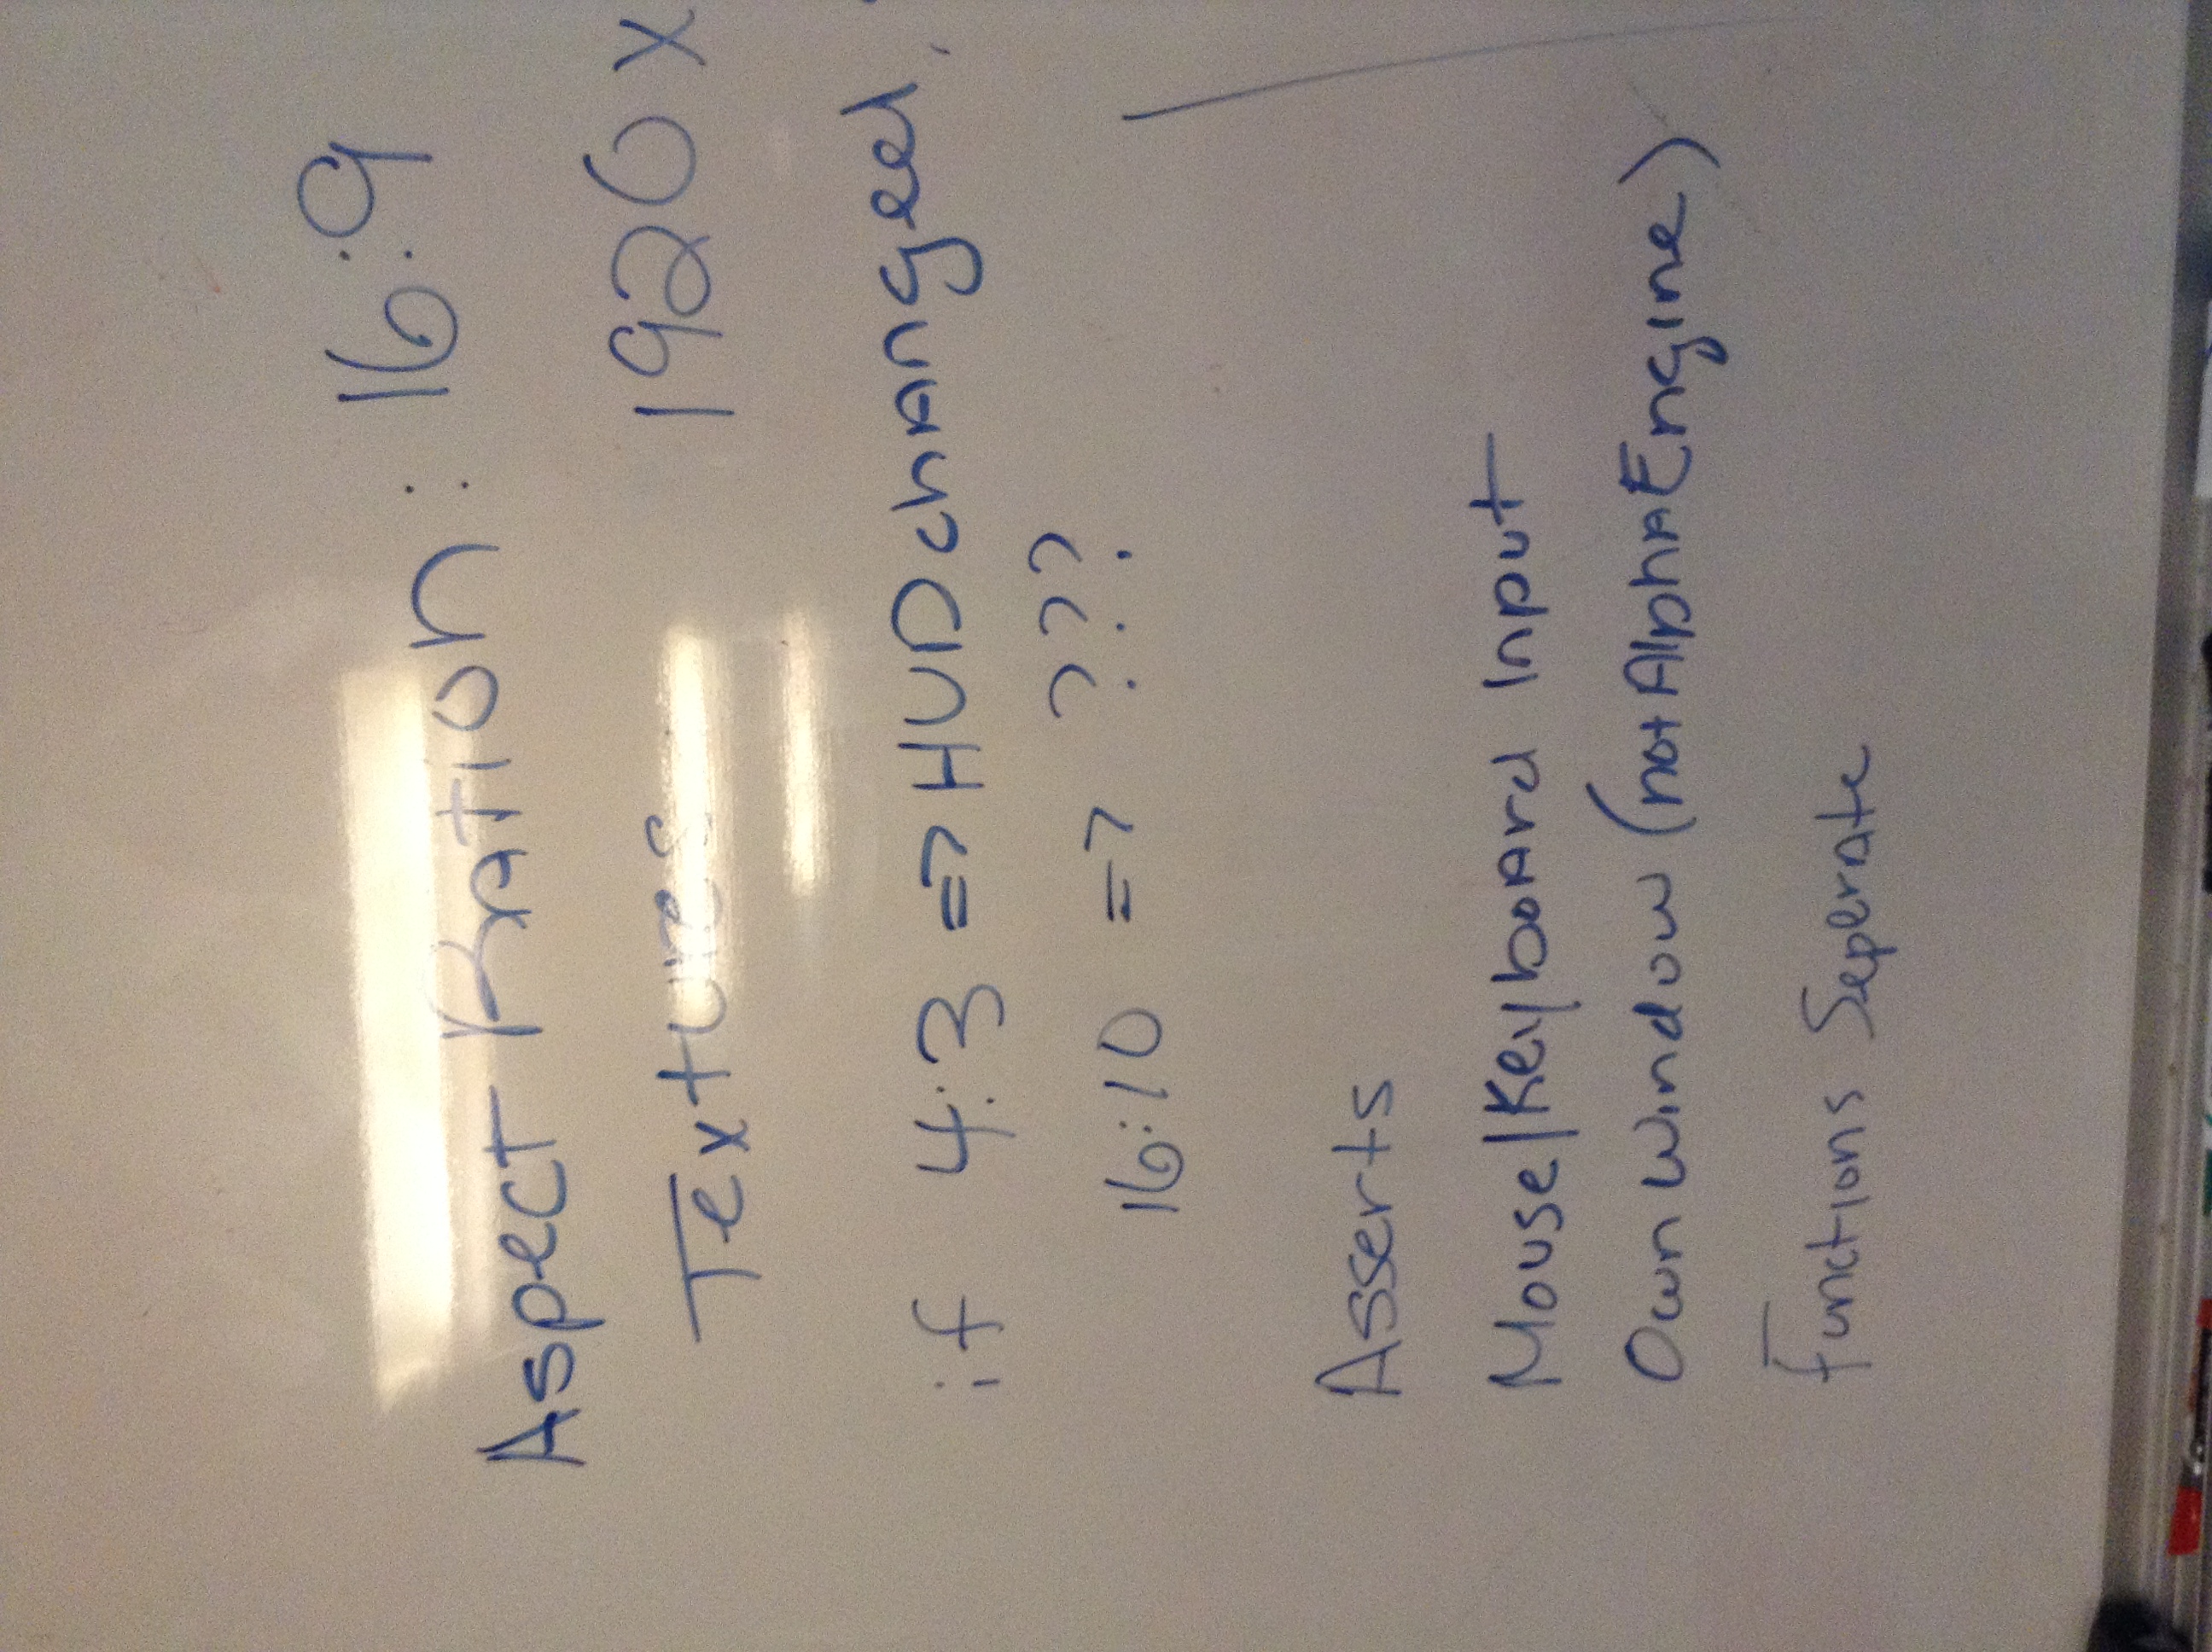 Aspect Ration: 16:9
Textures 1920 x
if 4:3 => HUD changed,
16:10 => ???
Asserts
Mouse/Keyboard Input
Own Window (not AlphaEngine)
Functions Seperate